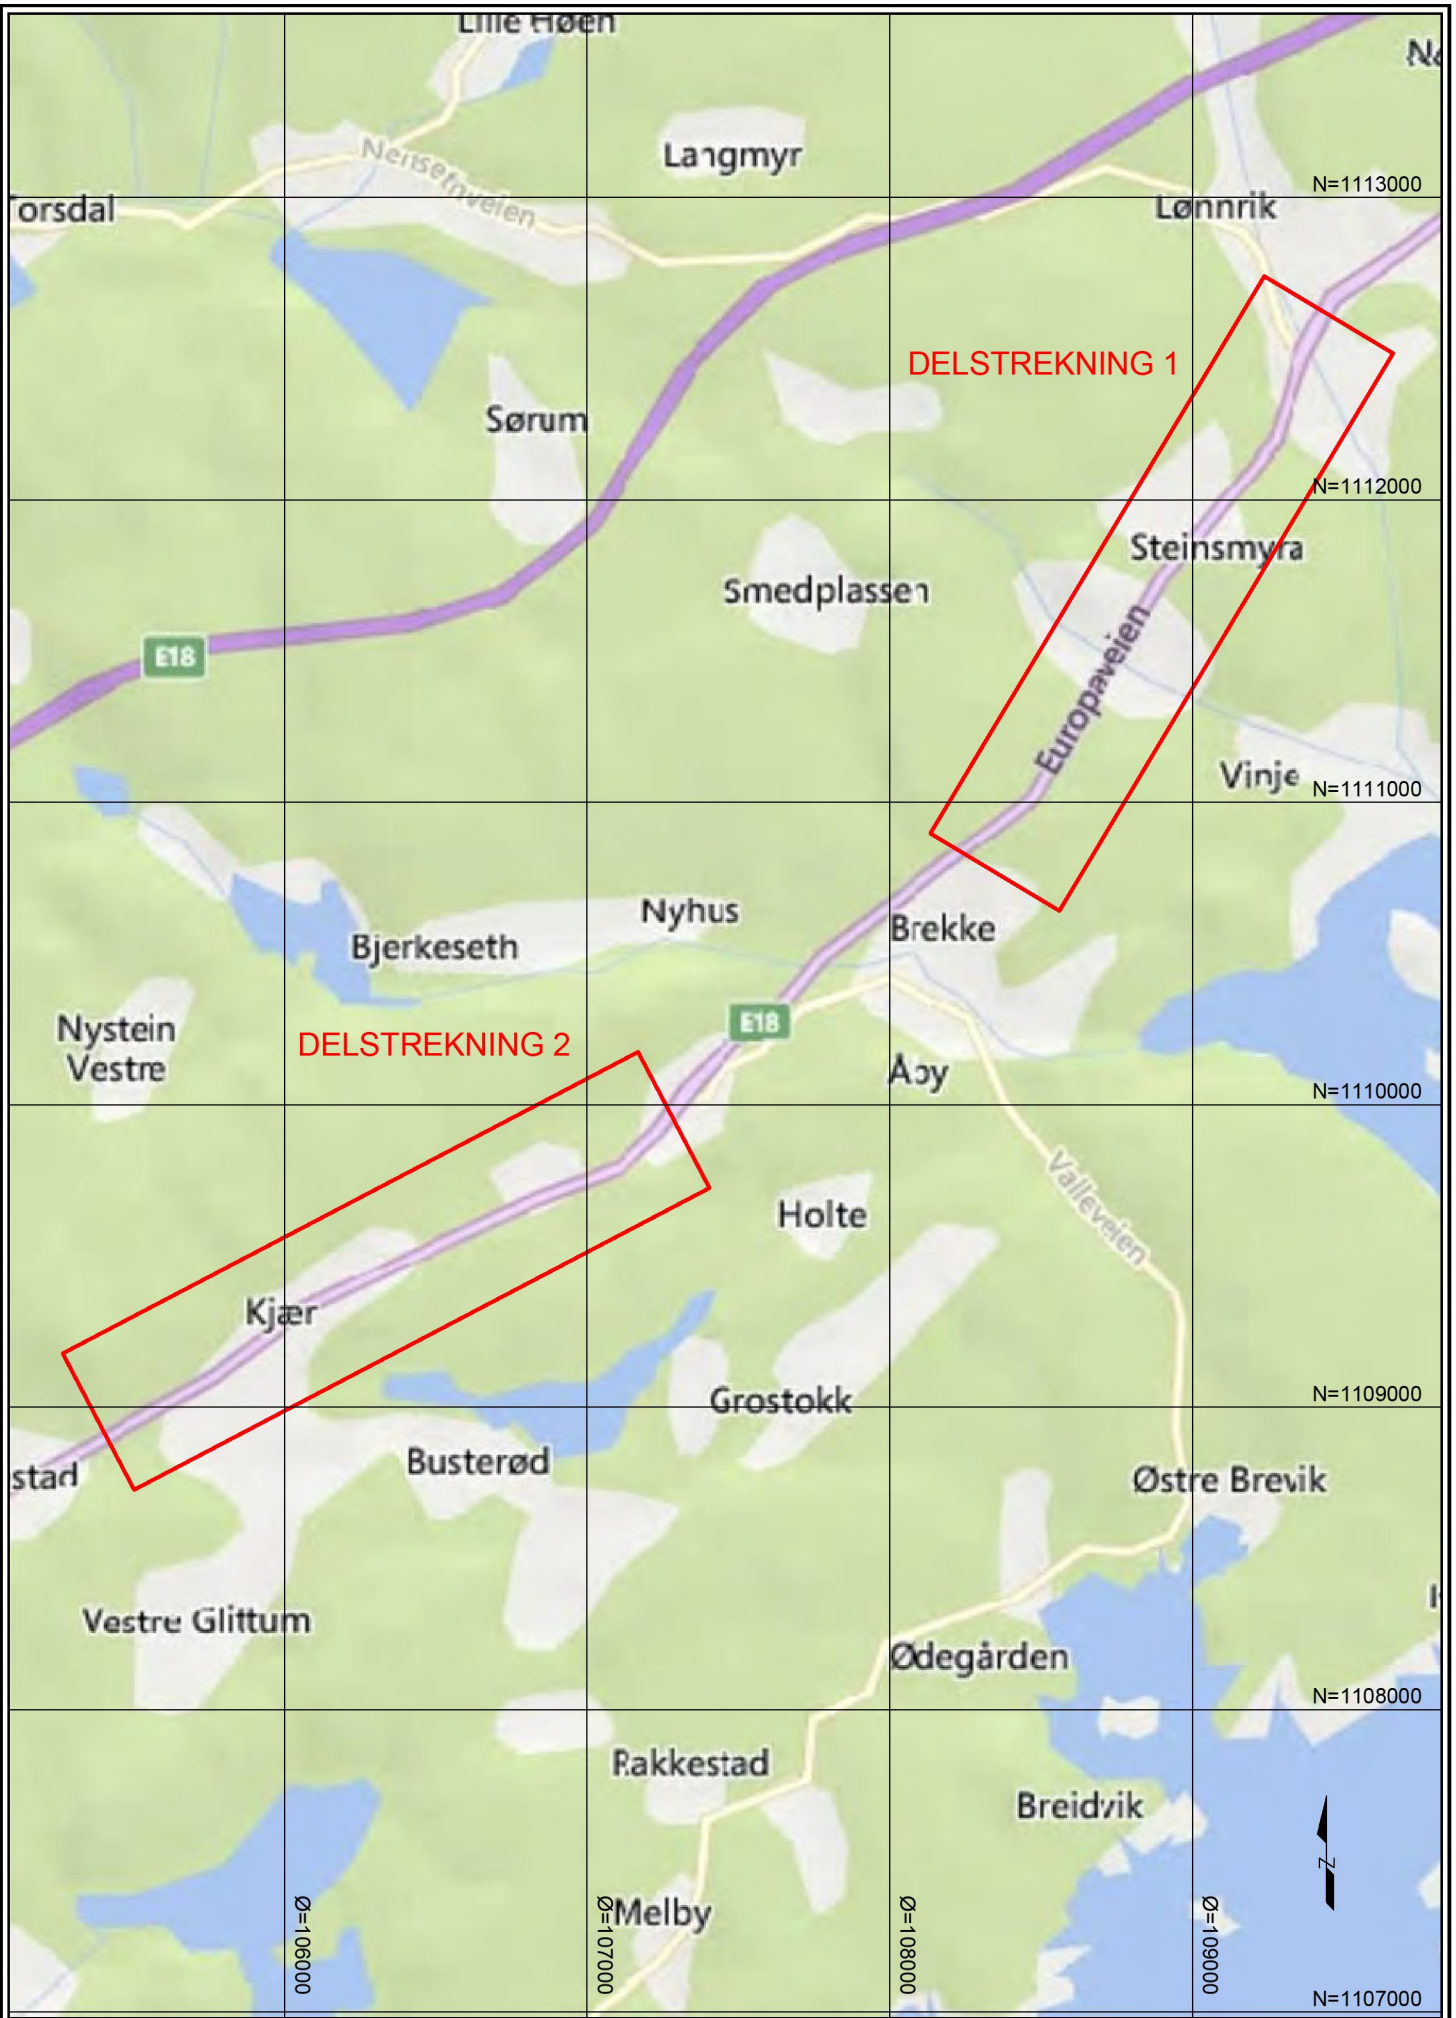 Lille Høen
Nensetnveien
Langmyr
N=1113000
Torsdal
Lønnrik
DELSTREKNING 1
Sørum
N=1112000
Steinsmyra
Smedplassen
E18
Europaveien
Vinje
N=1111000
Nyhus
Brekke
Bjerkeseth
E18
Nystein
Vestre
DELSTREKNING 2
Åby
N=1110000
Valleveien
Holte
Kjær
N=1109000
Grostokk
Busterød
stad
Østre Brevik
Vestre Glittum
Ødegården
N=1108000
Rakkestad
Breidvik
Melby
Ø=106000
Ø=107000
Ø=108000
Ø=109000
Z
N=1107000